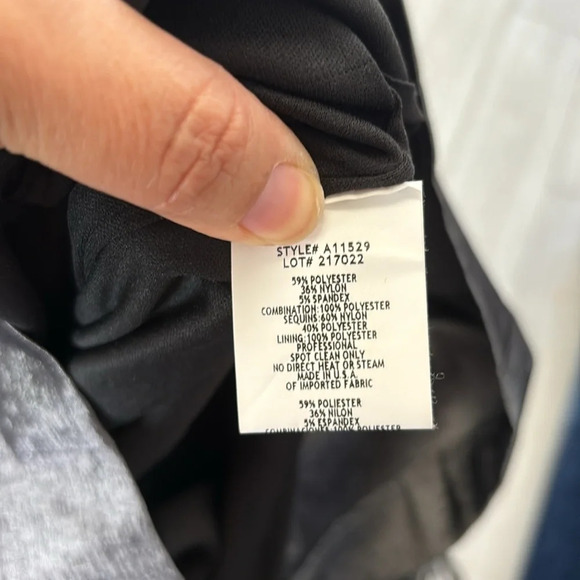 STYLE# A11529
LOT# 217022
59% POLYESTER
36% NYLON
5% SPANDEX
COMBINATION:100% POLYESTER
SEQUINS:60% NYLON
40% POLYESTER
LINING:100% POLYESTER
PROFESSIONAL
SPOT CLEAN ONLY
NO DIRECT HEAT OR STEAM
MADE IN U.S.A.
OF IMPORTED FABRIC
59% POLIESTER
36% NILON
5% ESPANDEX
100% POLIESTER